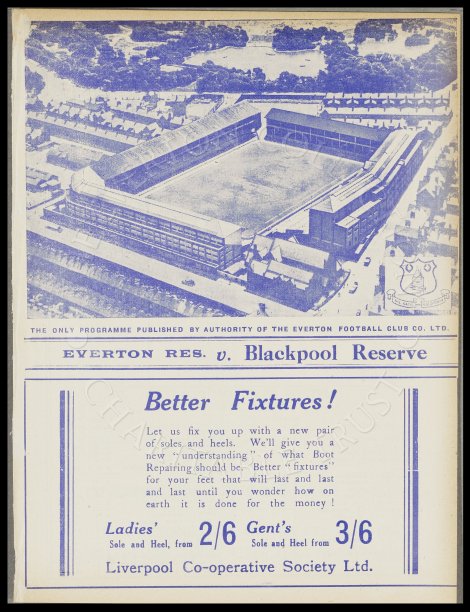 THE ONLY PROGRAMME PUBLISHED BY AUTHORITY OF THE EVERTON FOOTBALL CLUB CO. LTD.
EVERTON RES. v. Blackpool Reserve
Better Fixtures!
Let us fix you up with a new pair
of soles and heels. We'll give you a
new "understanding" of what Boot
Repairing should be. Better "fixtures"
for your feet that will last and last
and last until you wonder how on
earth it is done for the money!
Ladies' 2/6 Gent's 3/6
Sole and Heel, from Sole and Heel from
Liverpool Co-operative Society Ltd.